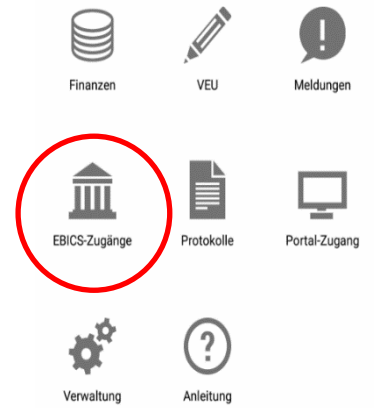 Finanzen VEU Meldungen
EBICS-Zugänge Protokolle Portal-Zugang
Verwaltung Anleitung